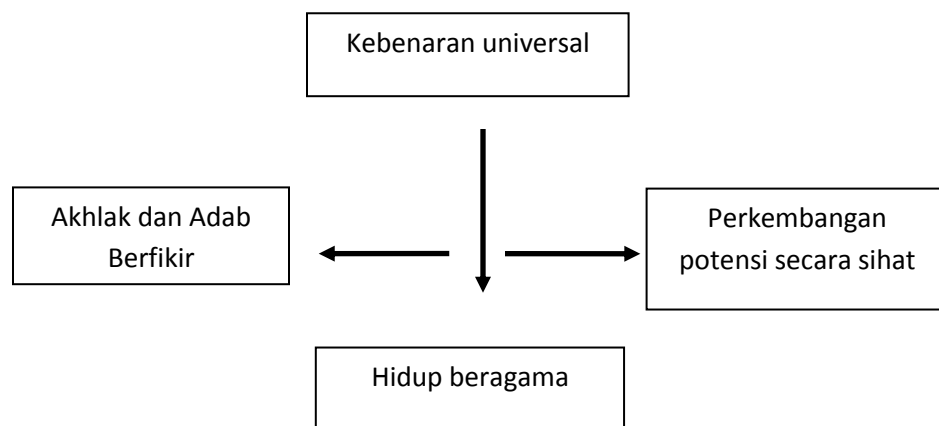 Kebenaran universal
Akhlak dan Adab
Berfikir
Perkembangan
potensi secara sihat
Hidup beragama